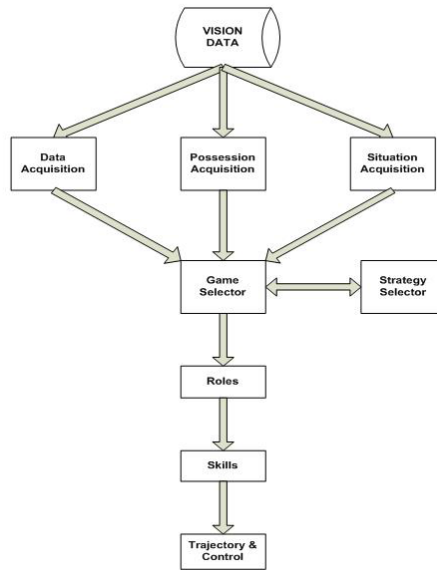 VISION
DATA
Data
Acquisition
Possession
Acquisition
Situation
Acquisition
Game
Selector
Strategy
Selector
Roles
Skills
Trajectory &
Control